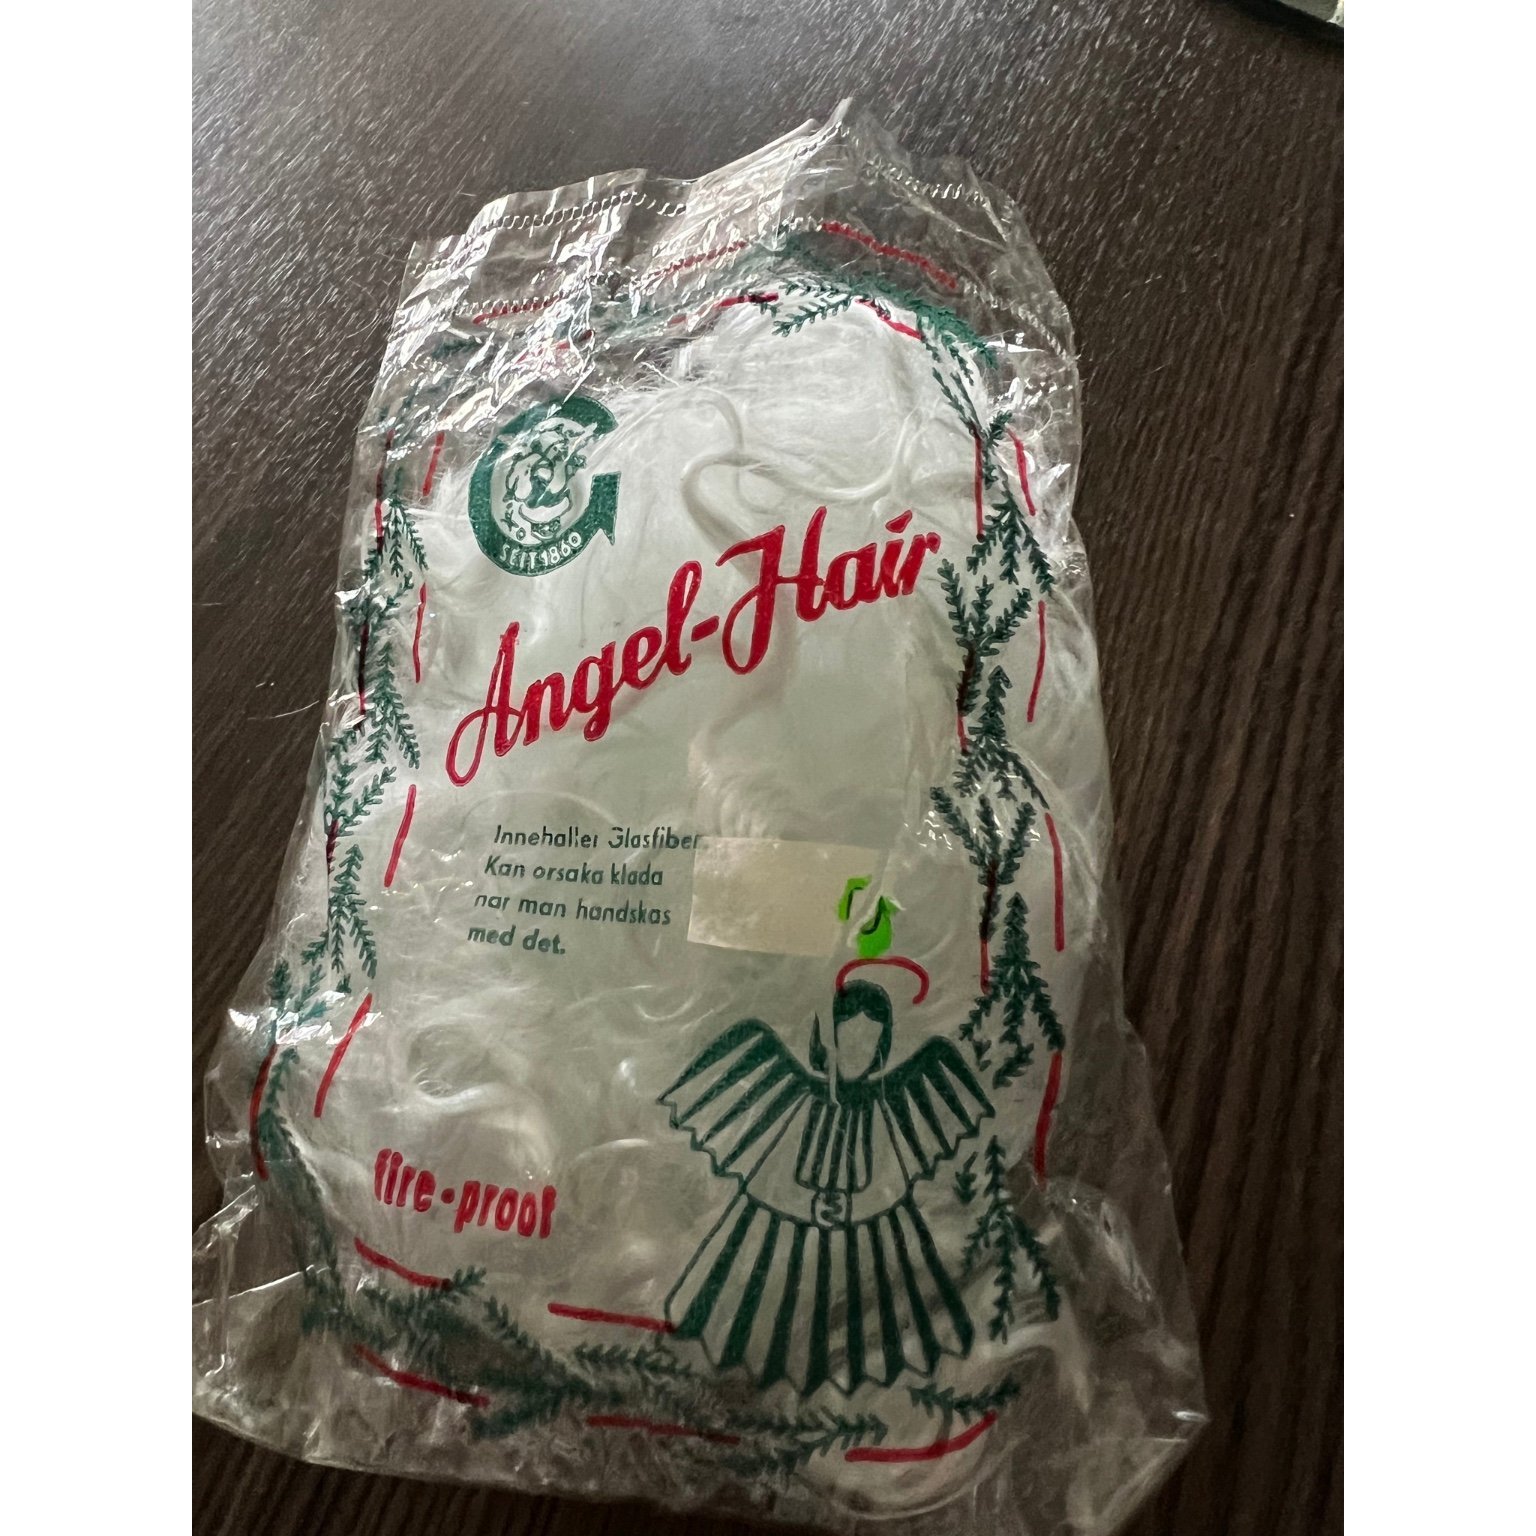 SEIT 1860
Angel-Hair
Innehaller Glasfiber.
Kan orsaka klada
nar man handskas
med det.
fire-proof